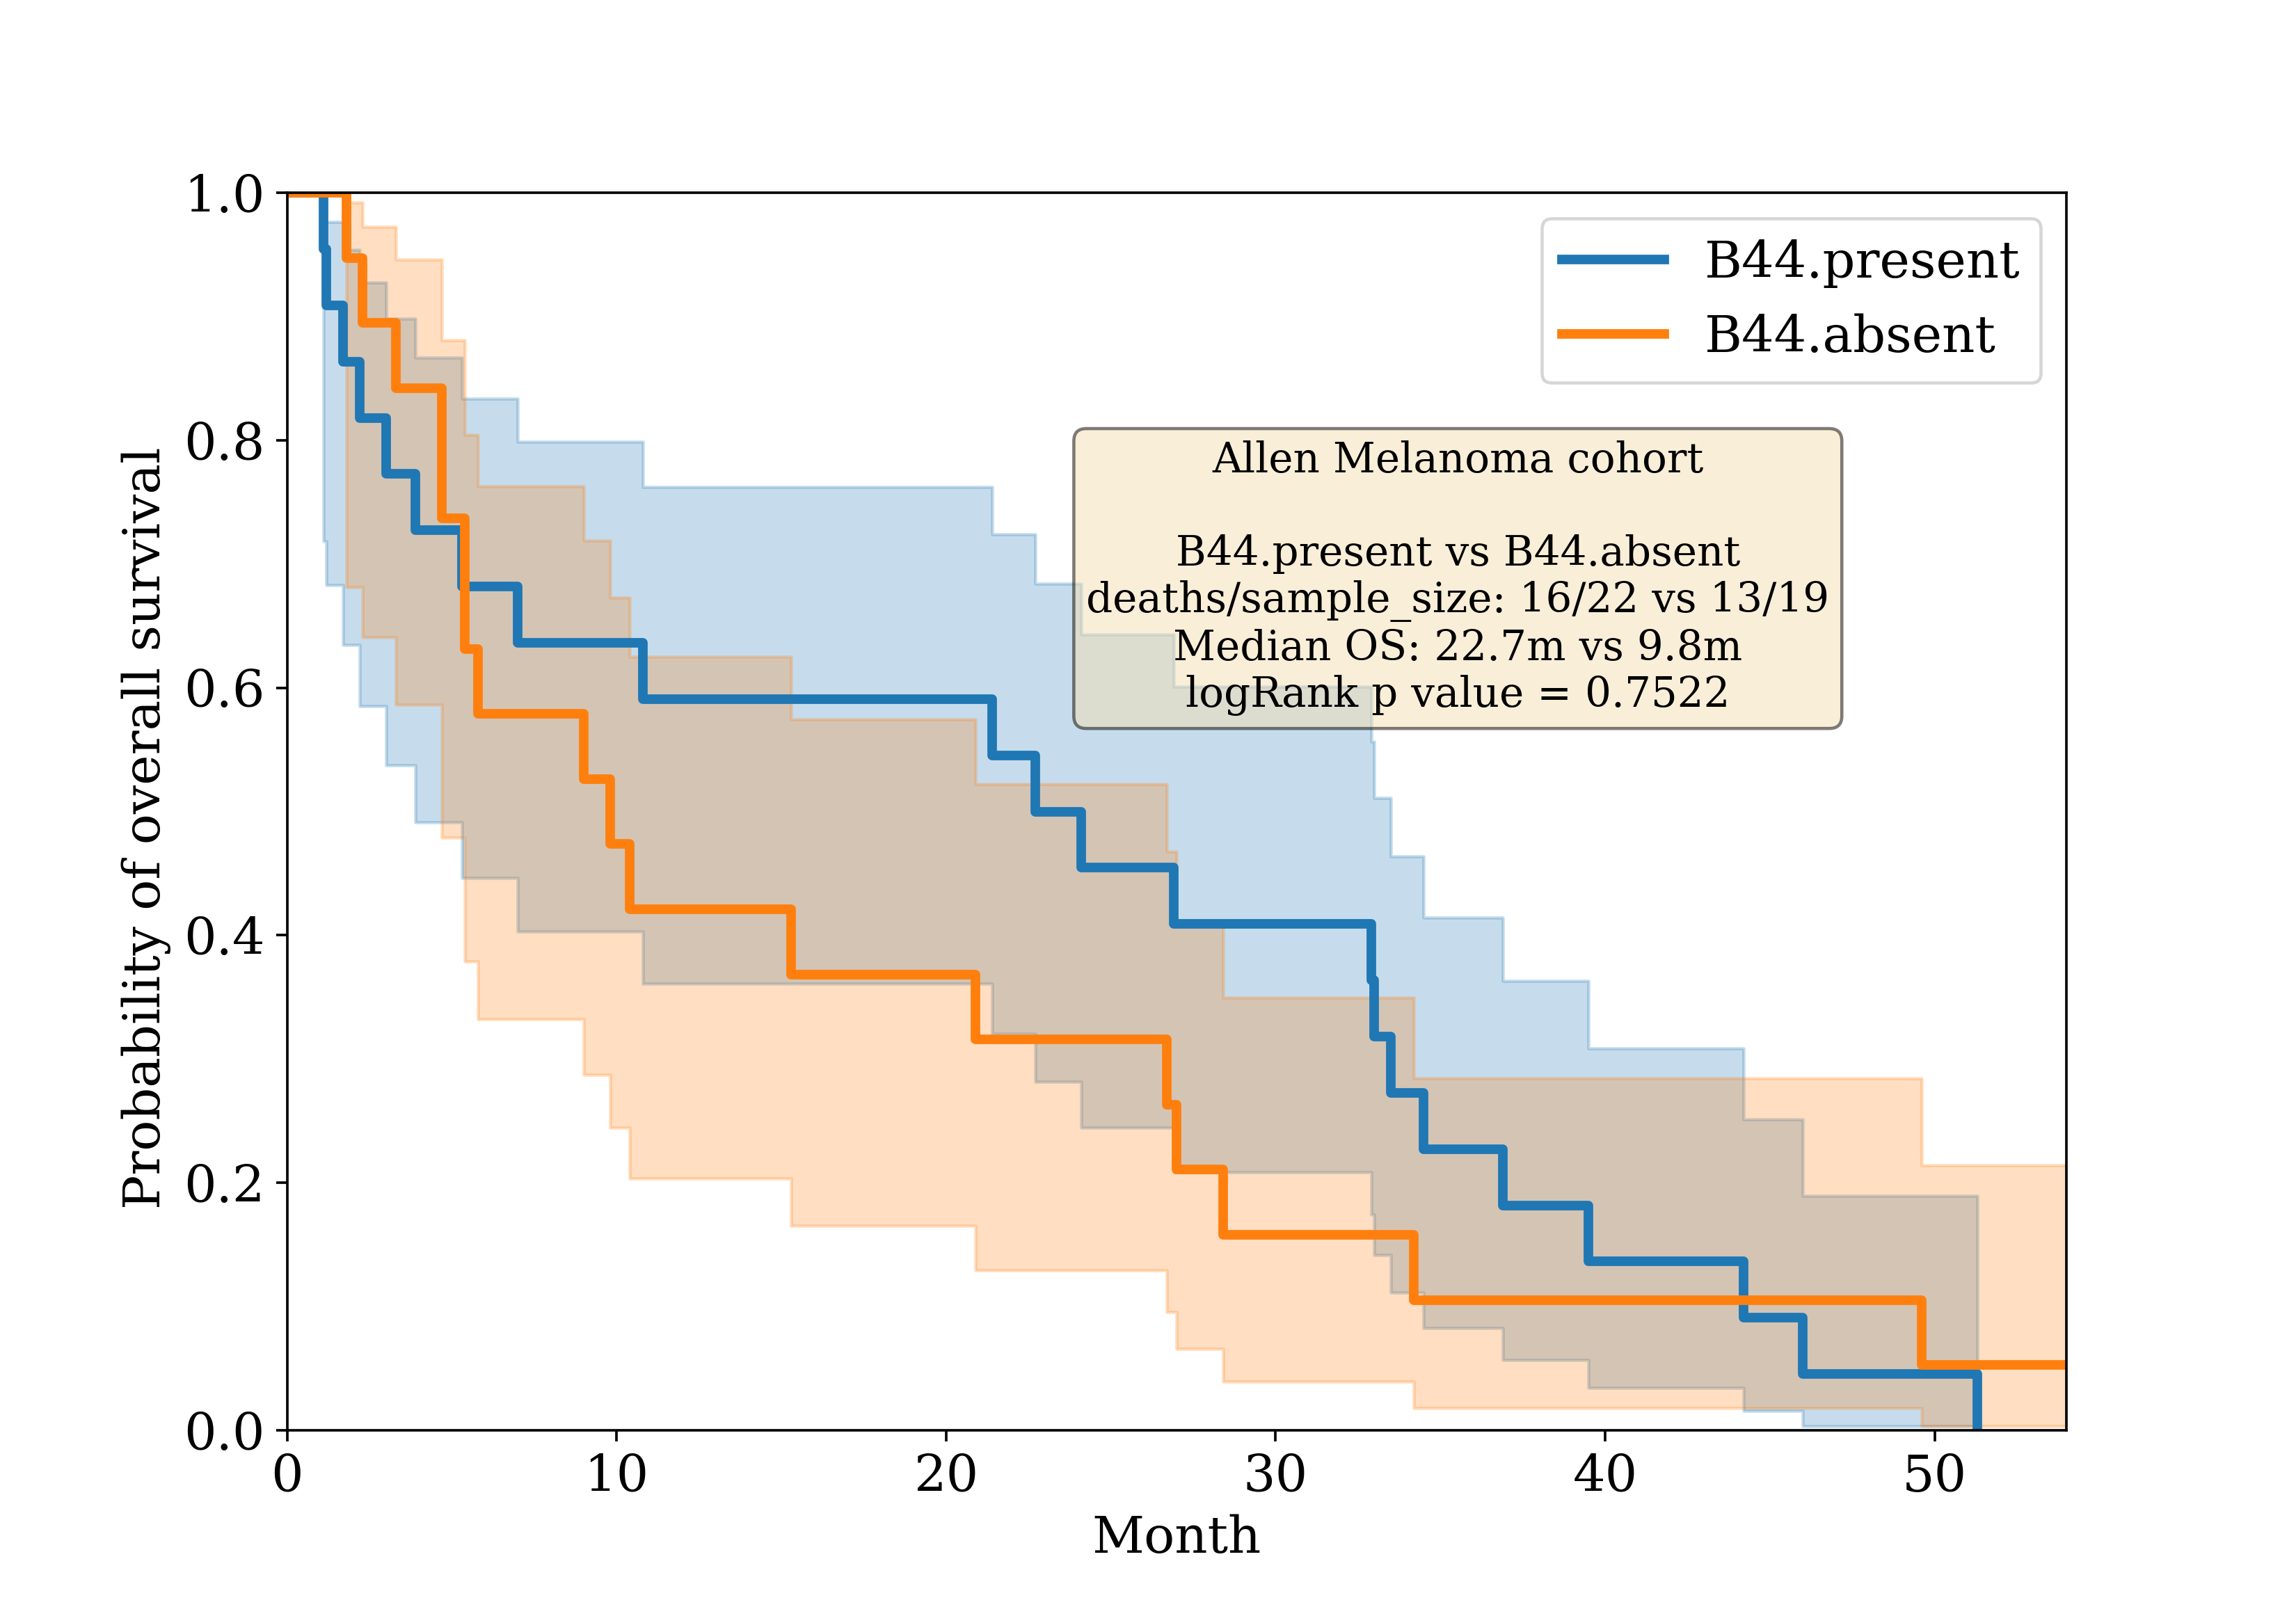 B44.present
B44.absent
Allen Melanoma cohort
B44.present vs B44.absent
deaths/sample_size: 16/22 vs 13/19
Median OS: 22.7m vs 9.8m
logRank p value = 0.7522
Probability of overall survival
1.0
0.8
0.6
0.4
0.2
0.0
0 10 20 30 40 50
Month